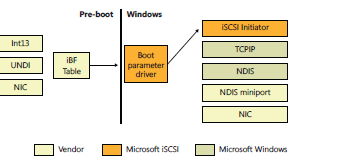 Pre-boot
Windows
Int13
UNDI
NIC
iBF
Table
Boot
parameter
driver
iSCSI Initiator
TCPIP
NDIS
NDIS miniport
NIC
Vendor
Microsoft iSCSI
Microsoft Windows